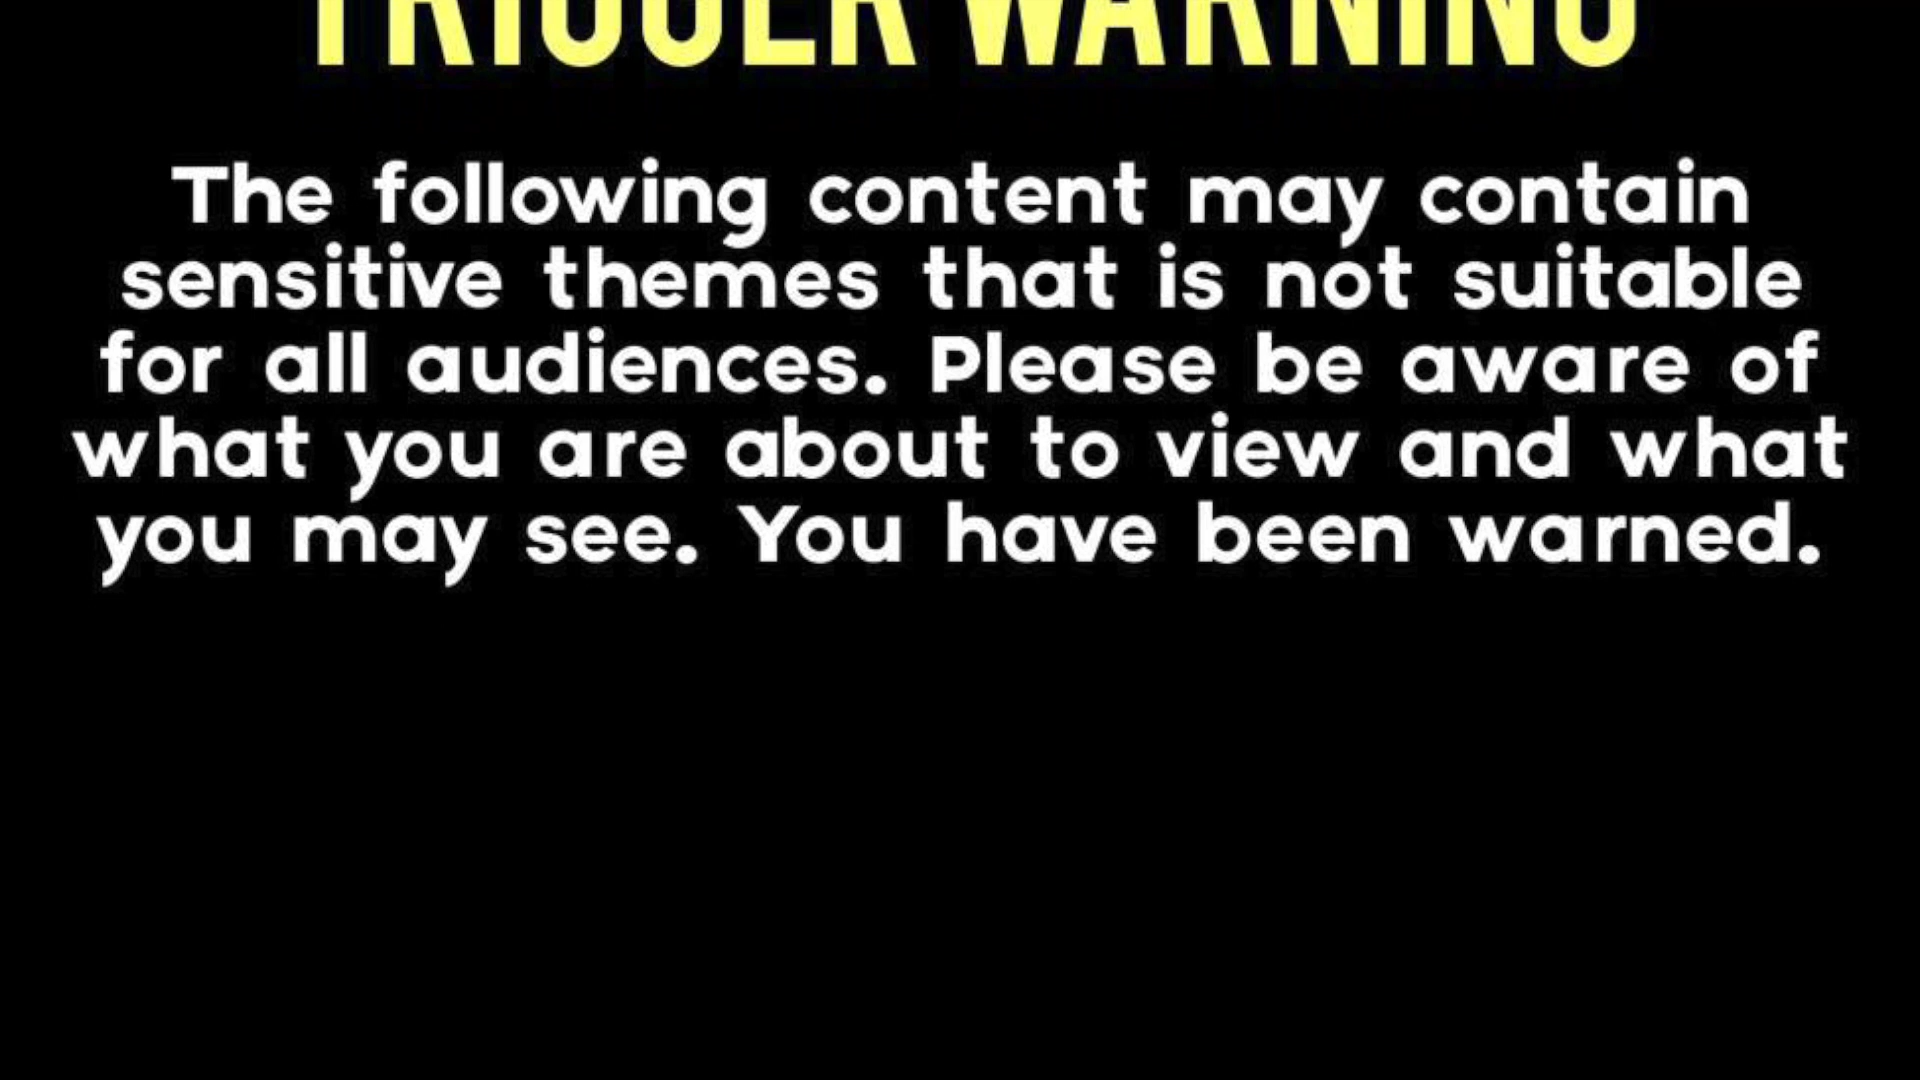 TRIGGER WARNING
The following content may contain
sensitive themes that is not suitable
for all audiences. Please be aware of
what you are about to view and what
you may see. You have been warned.